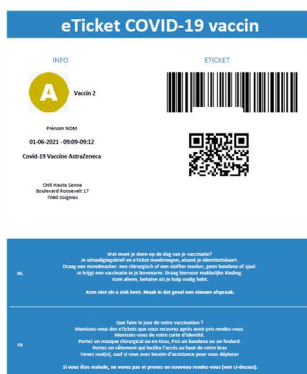 eTicket COVID-19 vaccin
INFO
ETICKET
A
Vaccin 2
Prénom NOM
01-06-2021 - 09:09-09:12
Covid-19 Vaccine AstraZeneca
CHR Haute Senne
Boulevard Roosevelt 17
7060 Soignies
Wat moet je doen op de dag van je vaccinatie?
Je uitnodigingsbrief en eTicket meebrengen, alsook je identiteitskaart.
Draag een mondmasker: een chirurgisch of een stoffen masker, geen bandana of sjaal.
Je krijgt een vaccinatie in je bovenarm. Draag hiervoor makkelijke kleding.
NL
Kom alleen, behalve als je hulp nodig hebt.
Kom niet als u ziek bent. Maak in dat geval een nieuwe afspraak.
Que faire le jour de votre vaccination ?
Munissez-vous des eTickets que vous recevrez après avoir pris rendez-vous.
Munissez-vous de votre carte d'identité.
Portez un masque chirurgical ou en tissu, PAS un bandana ou un foulard.
FR
Portez un vêtement qui facilite l'accès au haut de votre bras
Venez seul(e), sauf si vous avez besoin d'assistance pour vous déplacer
Si vous êtes malade, ne venez pas et prenez un nouveau rendez-vous (voir ci-dessus).